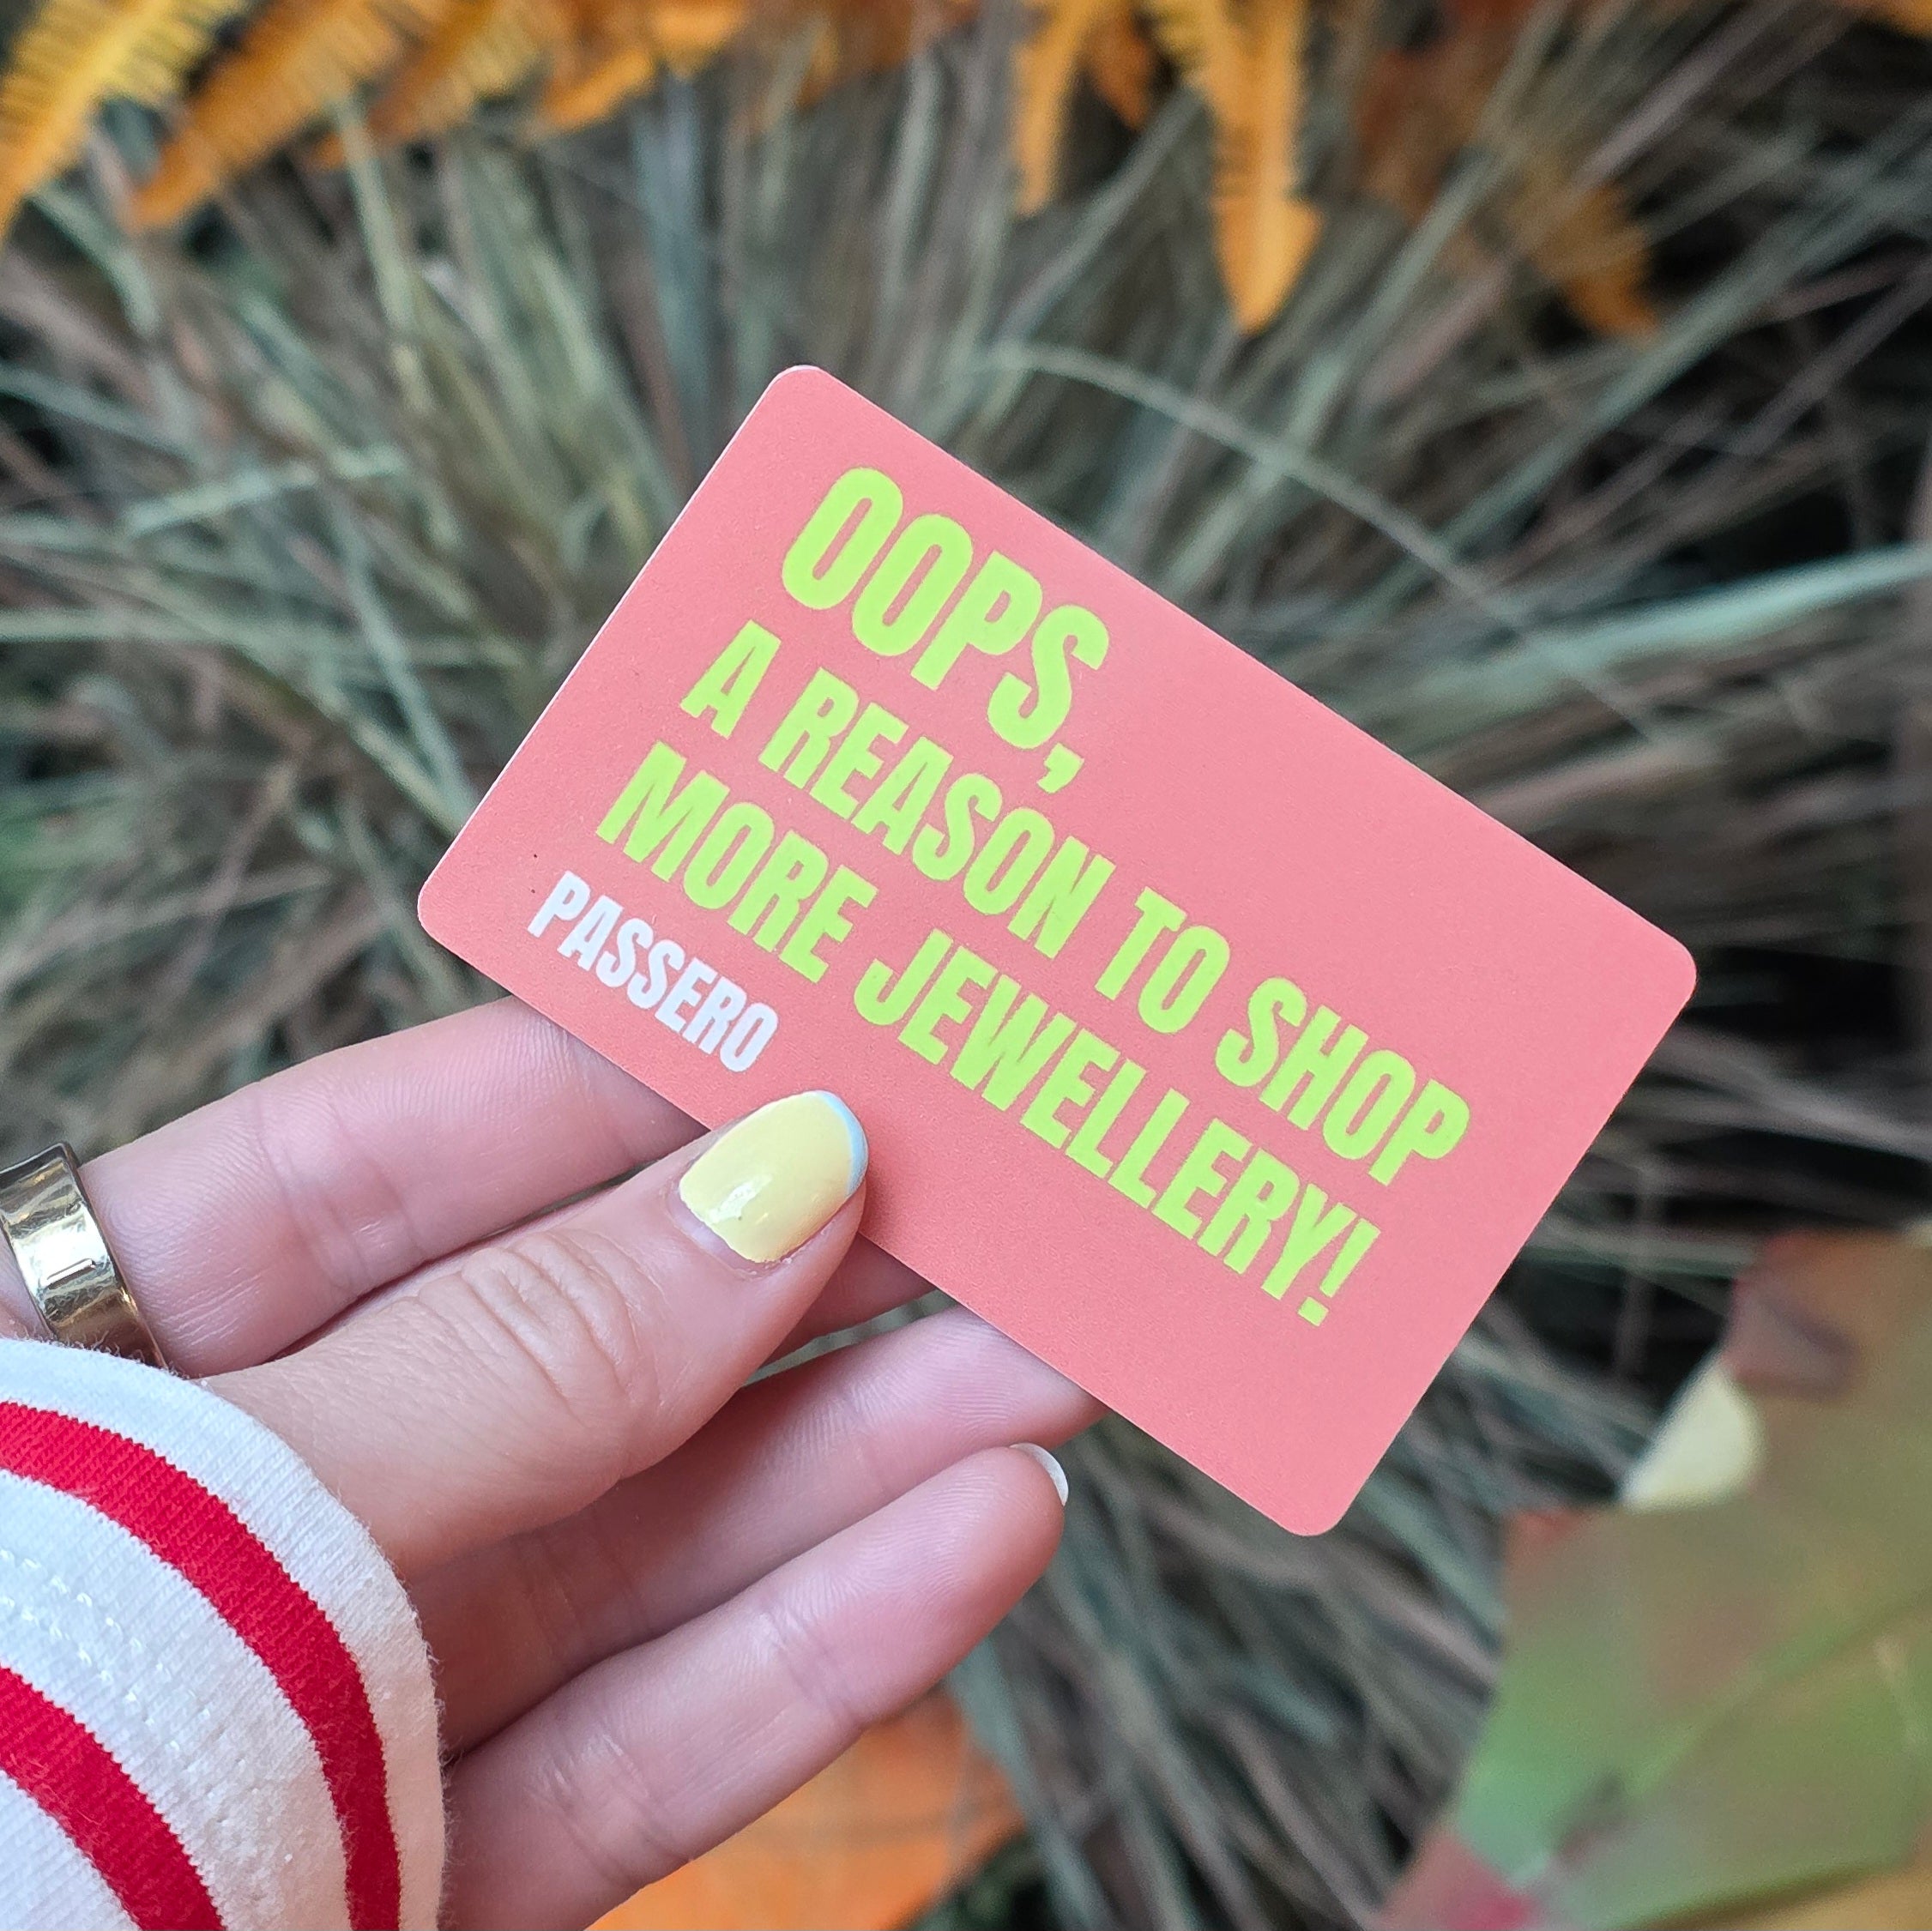 OOPS,
A REASON TO SHOP
MORE JEWELLERY!
PASSERO